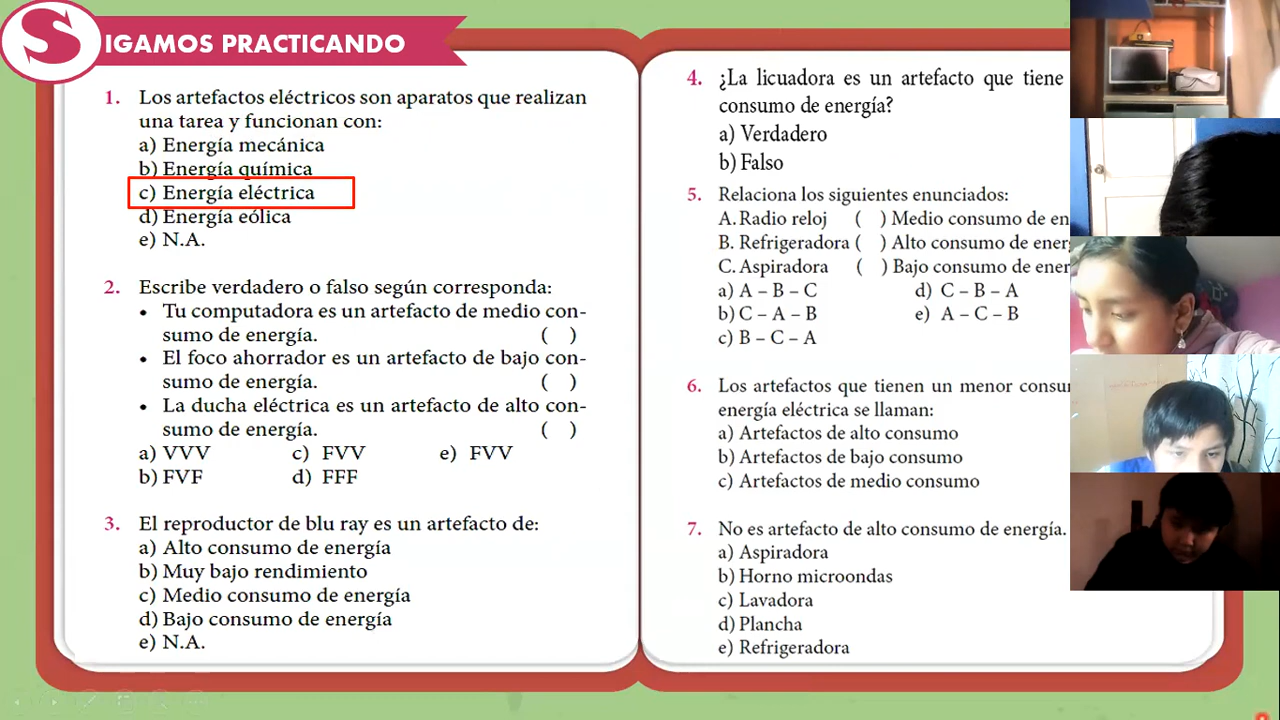 SIGAMOS PRACTICANDO
1. Los artefactos eléctricos son aparatos que realizan
una tarea y funcionan con:
a) Energía mecánica
b) Energía química
c) Energía eléctrica
d) Energía eólica
e) N.A.
2. Escribe verdadero o falso según corresponda:
• Tu computadora es un artefacto de medio con-
sumo de energía. ( )
• El foco ahorrador es un artefacto de bajo con-
sumo de energía. ( )
• La ducha eléctrica es un artefacto de alto con-
sumo de energía. ( )
a) VVV c) FVV e) FVV
b) FVF d) FFF
3. El reproductor de blu ray es un artefacto de:
a) Alto consumo de energía
b) Muy bajo rendimiento
c) Medio consumo de energía
d) Bajo consumo de energía
e) N.A.
4. ¿La licuadora es un artefacto que tiene
consumo de energía?
a) Verdadero
b) Falso
5. Relaciona los siguientes enunciados:
A. Radio reloj ( ) Medio consumo de en
B. Refrigeradora ( ) Alto consumo de ener
C. Aspiradora ( ) Bajo consumo de ener
a) A – B – C d) C – B – A
b) C – A – B e) A – C – B
c) B – C – A
6. Los artefactos que tienen un menor consu
energía eléctrica se llaman:
a) Artefactos de alto consumo
b) Artefactos de bajo consumo
c) Artefactos de medio consumo
7. No es artefacto de alto consumo de energía.
a) Aspiradora
b) Horno microondas
c) Lavadora
d) Plancha
e) Refrigeradora